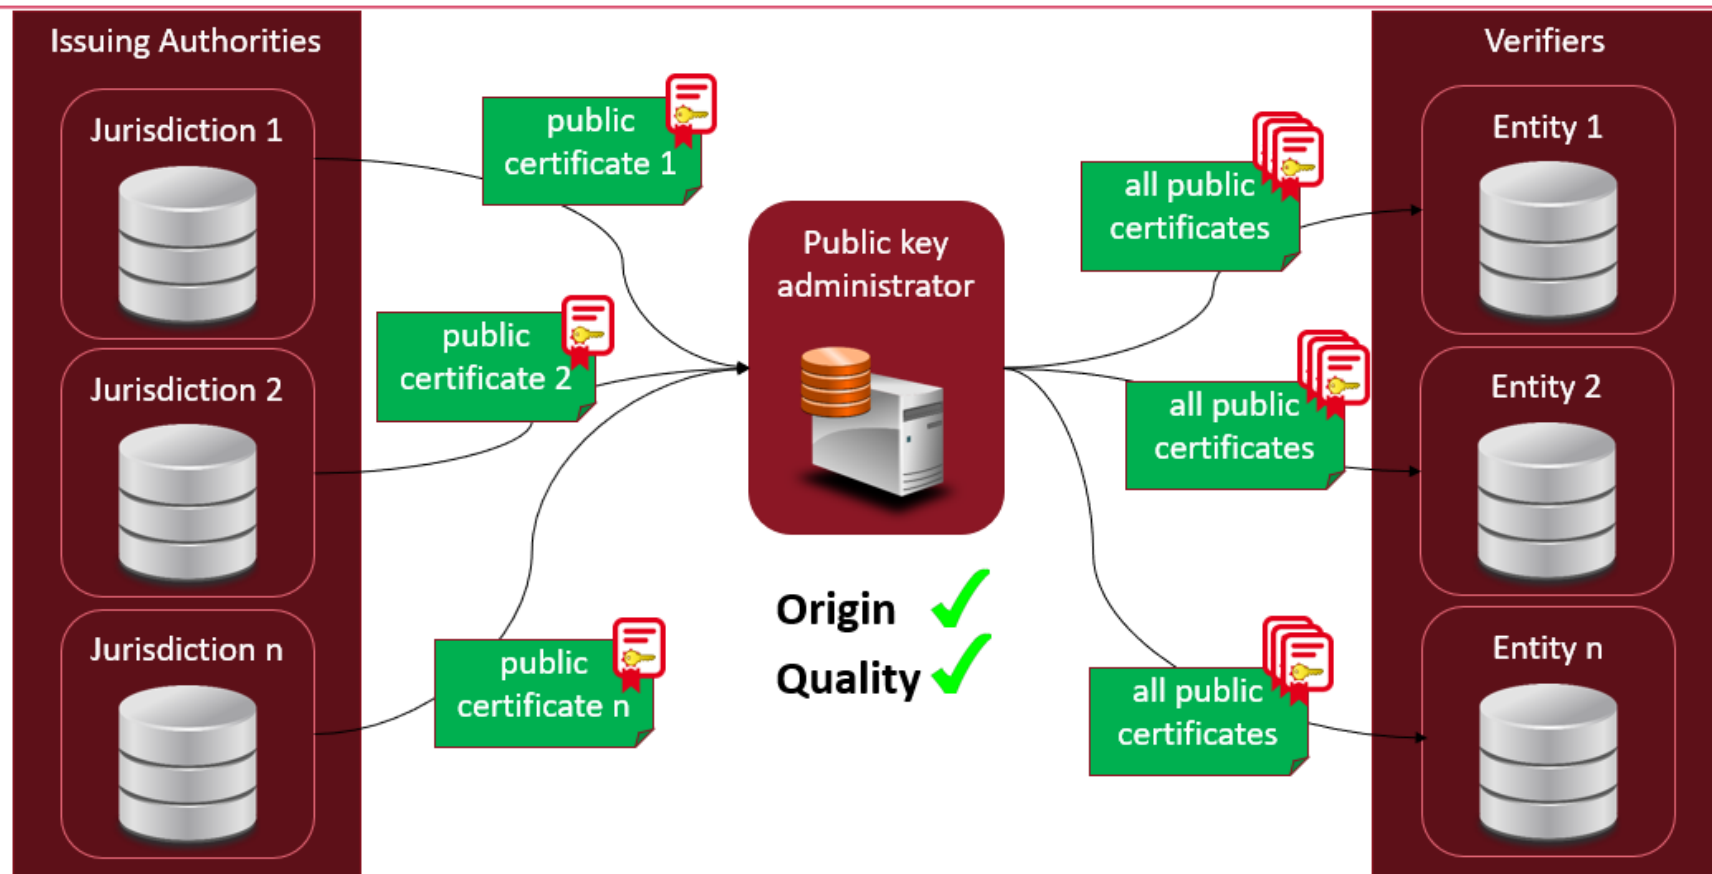 Issuing Authorities
Jurisdiction 1
Jurisdiction 2
Jurisdiction n
public
certificate 1
public
certificate 2
public
certificate n
Public key
administrator
Origin
Quality
all public
certificates
all public
certificates
all public
certificates
Verifiers
Entity 1
Entity 2
Entity n